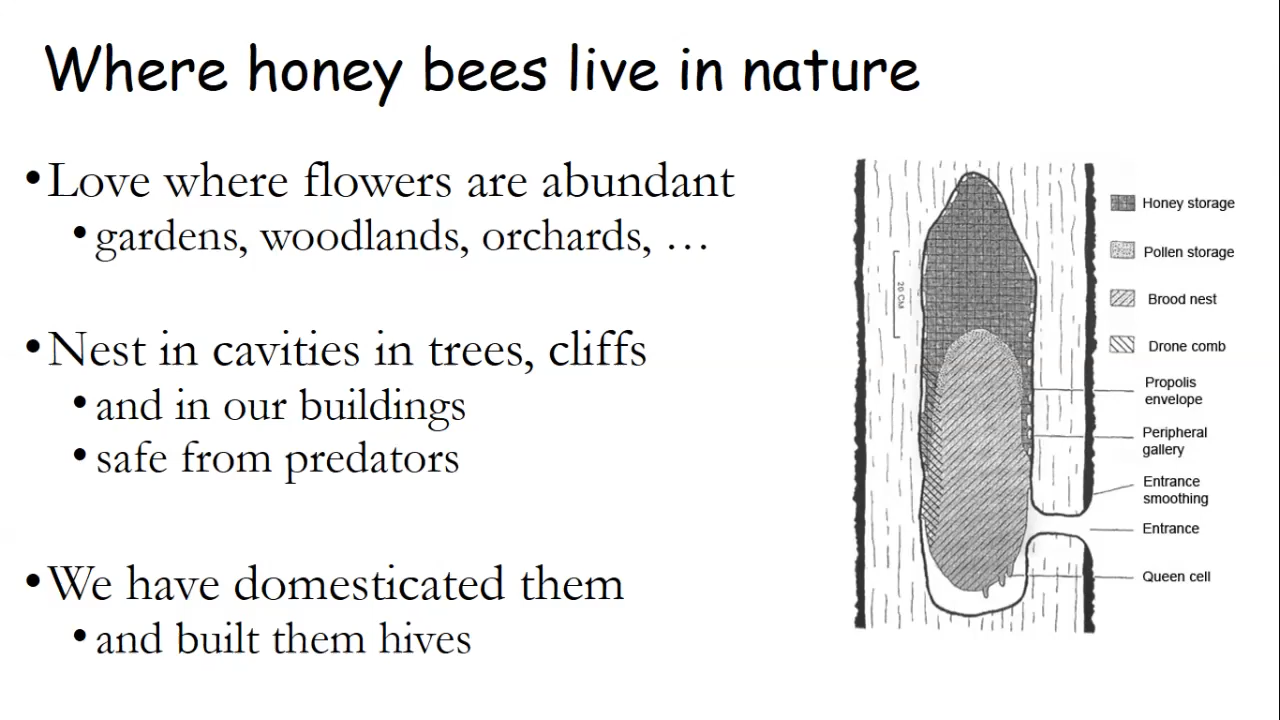 Where honey bees live in nature
•Love where flowers are abundant
•gardens, woodlands, orchards, …
•Nest in cavities in trees, cliffs
•and in our buildings
•safe from predators
•We have domesticated them
•and built them hives
20 CM
Honey storage
Pollen storage
Brood nest
Drone comb
Propolis
envelope
Peripheral
gallery
Entrance
smoothing
Entrance
Queen cell